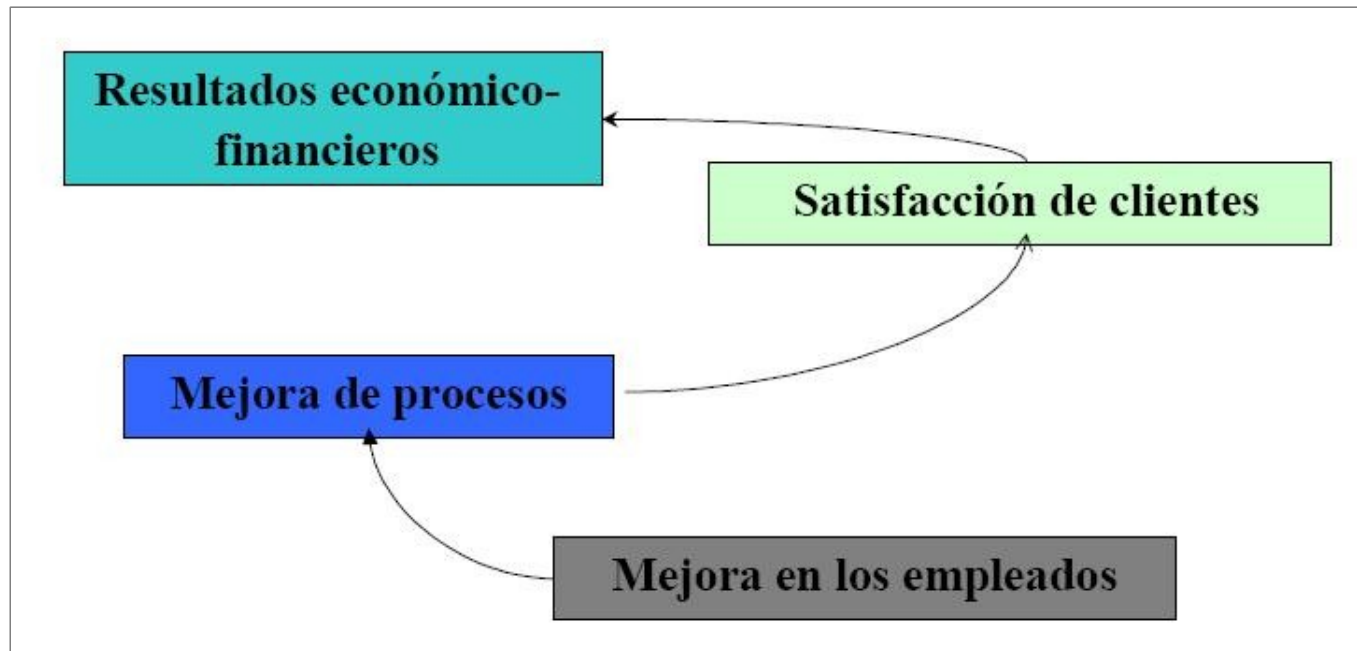 Resultados económico-
financieros
Satisfacción de clientes
Mejora de procesos
Mejora en los empleados